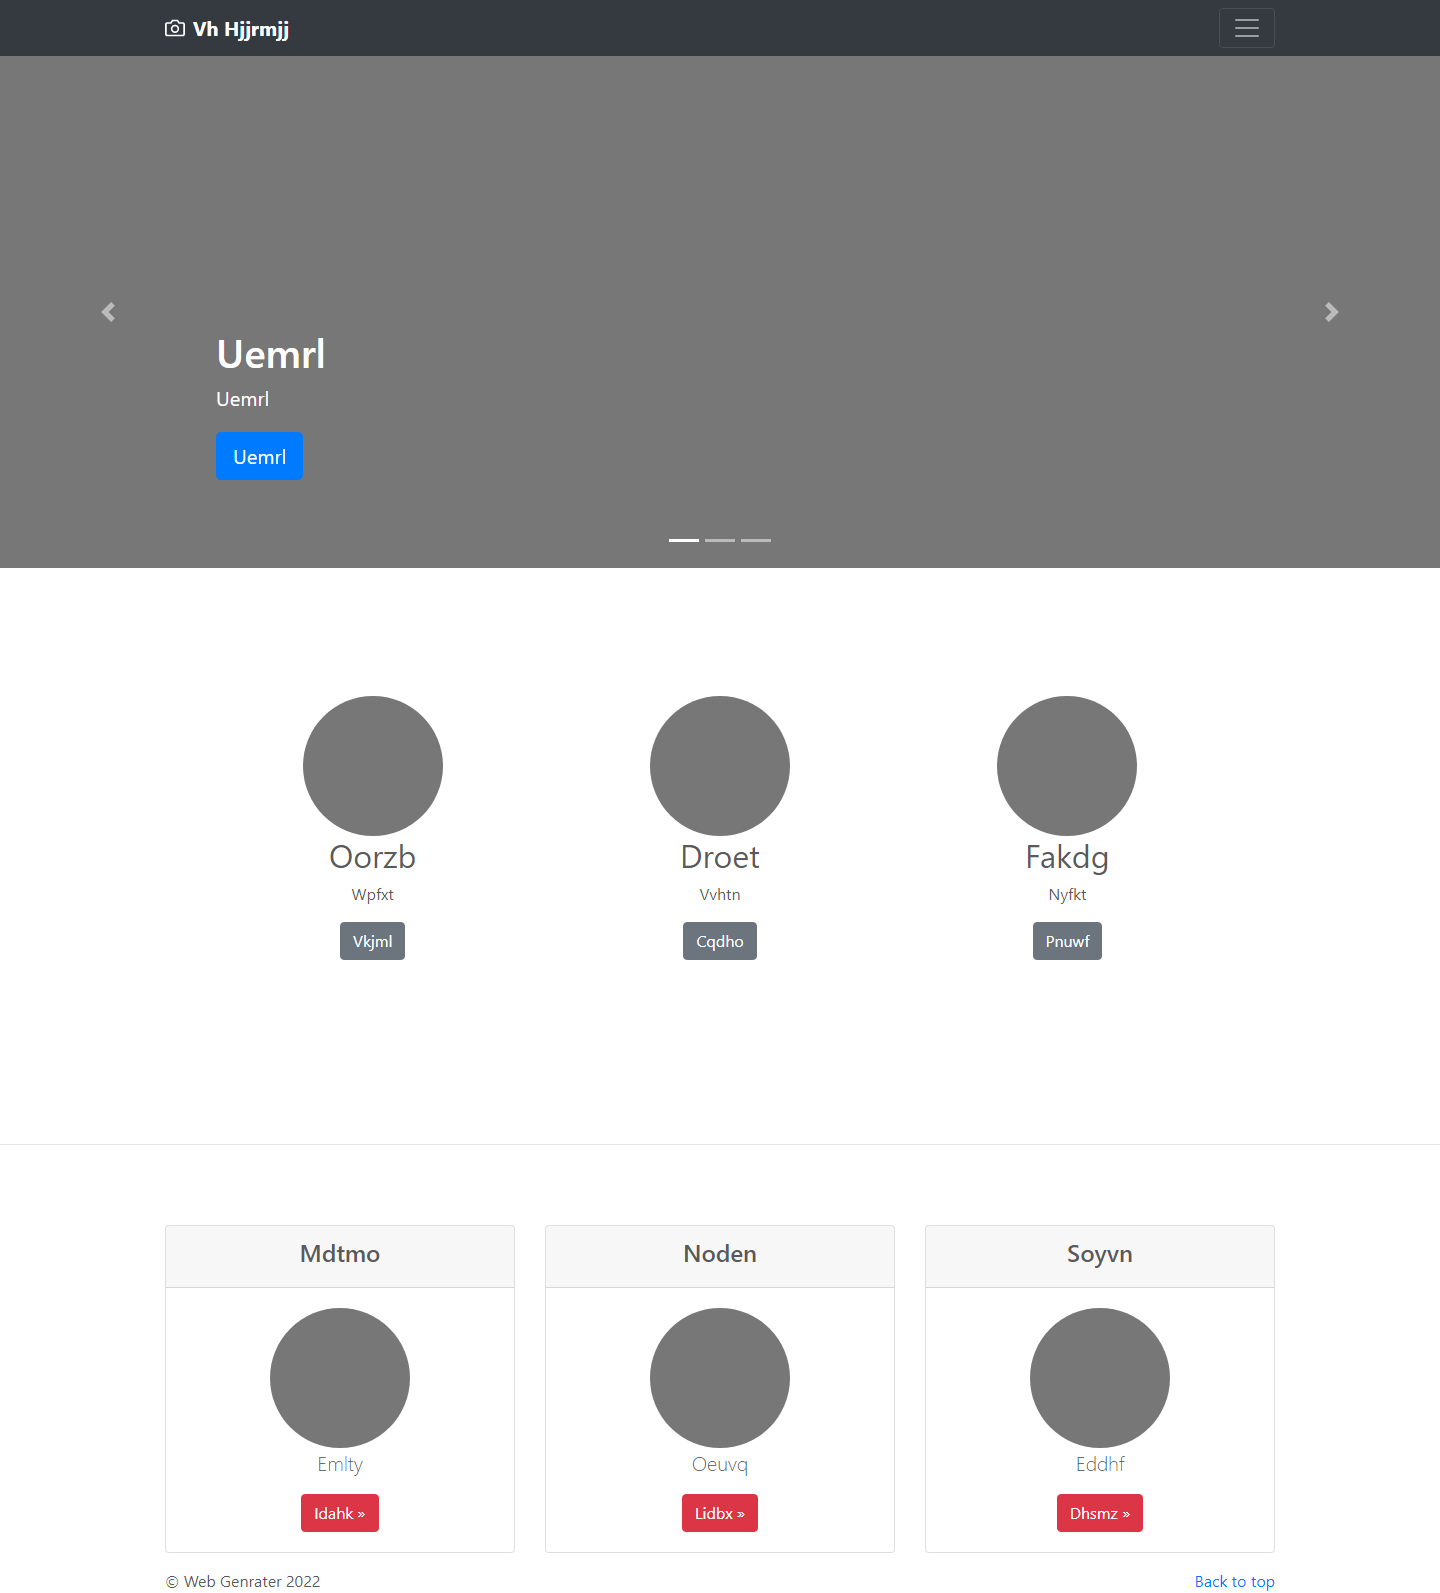 Vh Hjjrmjj
Uemrl
Uemrl
Uemrl
Oorzb
Droet
Fakdg
Wpfxt
Vvhtn
Nyfkt
Vkjml
Cqdho
Pnuwf
Mdtmo
Noden
Soyvn
Emlty
Oeuvq
Eddhf
Idahk »
Lidbx »
Dhsmz »
© Web Genrater 2022
Back to top